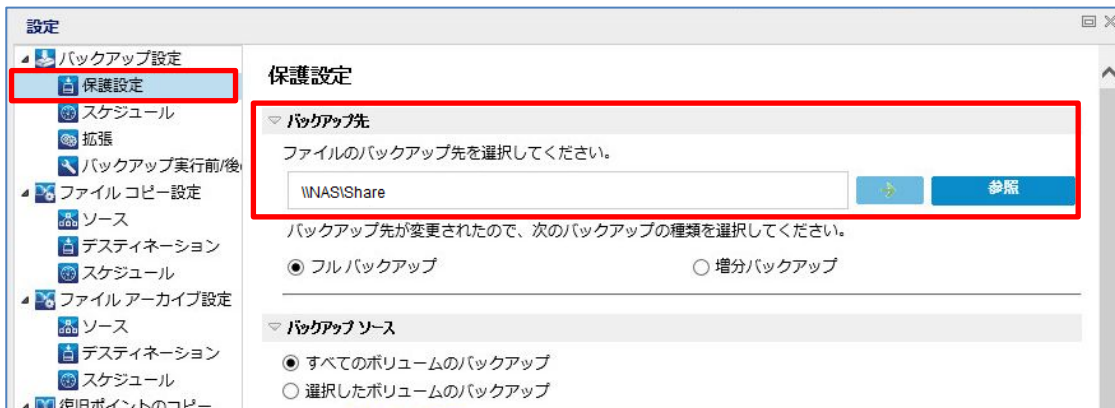 設定
バックアップ設定
保護設定
スケジュール
拡張
バックアップ実行前/後
ファイル コピー設定
ソース
デスティネーション
スケジュール
ファイル アーカイブ設定
ソース
デスティネーション
スケジュール
復旧ポイントのコピー
保護設定
バックアップ先
ファイルのバックアップ先を選択してください。
\\NAS\Share
参照
バックアップ先が変更されたので、次のバックアップの種類を選択してください。
フル バックアップ 増分バックアップ
バックアップ ソース
すべてのボリュームのバックアップ
選択したボリュームのバックアップ